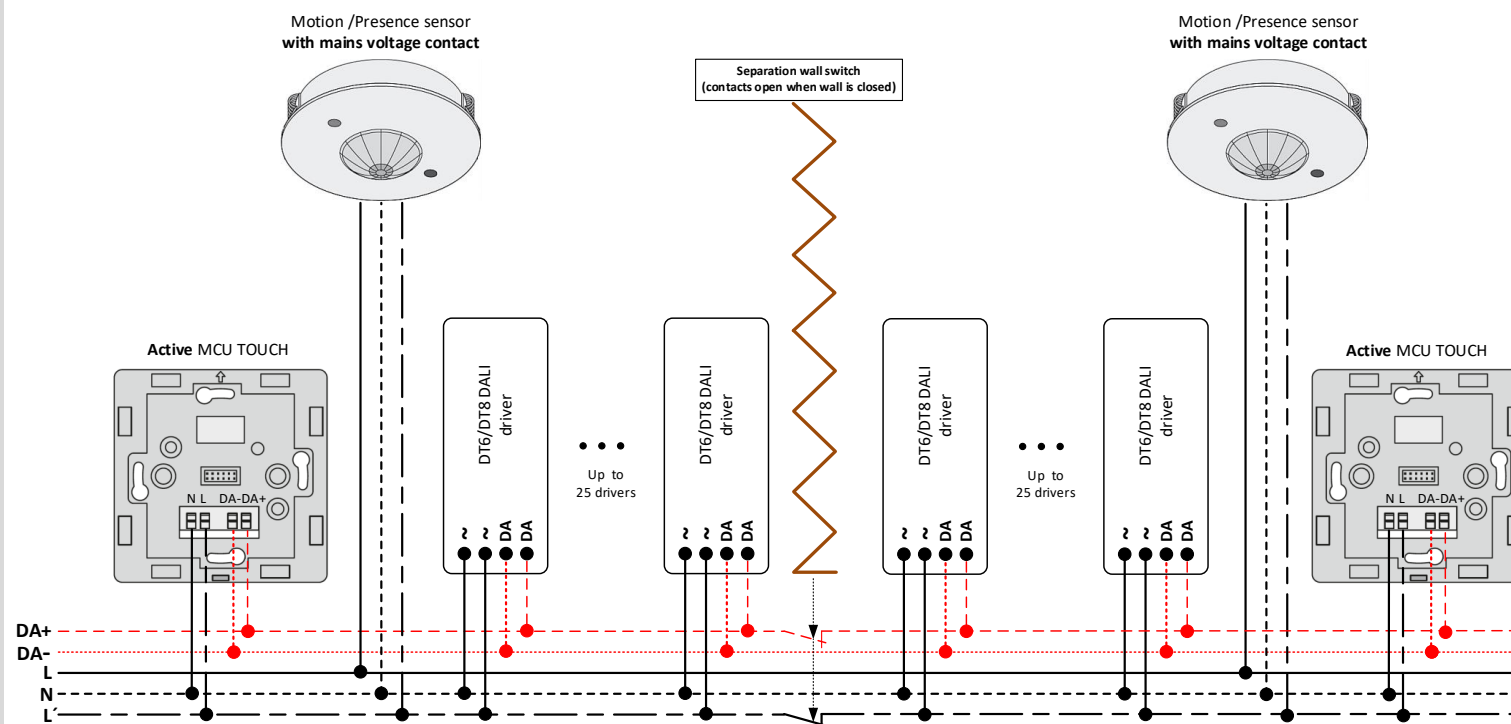 Motion /Presence sensor
with mains voltage contact
Motion /Presence sensor
with mains voltage contact
Separation wall switch
(contacts open when wall is closed)
Active MCU TOUCH
N L DA- DA+
DT6/DT8 DALI
driver
~ ~ DA DA
Up to
25 drivers
DT6/DT8 DALI
driver
~ ~ DA DA
DT6/DT8 DALI
driver
~ ~ DA DA
Up to
25 drivers
DT6/DT8 DALI
driver
~ ~ DA DA
Active MCU TOUCH
N L DA- DA+
DA+
DA-
L
N
L´